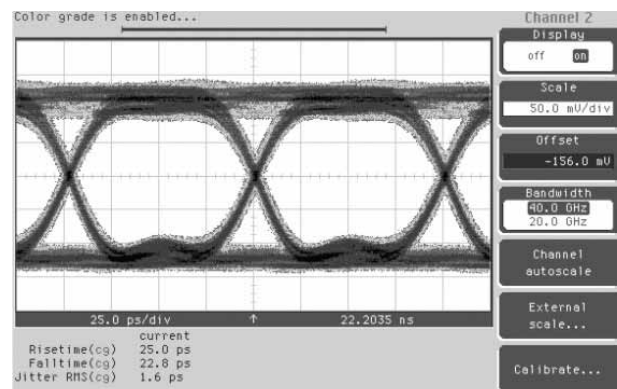 Color grade is enabled...
Channel 2
Display
off on
Scale
50.0 mV/div
Offset
-156.0 mV
Bandwidth
40.0 GHz
20.0 GHz
Channel
autoscale
External
scale...
Calibrate...
25.0 ps/div ↑ 22.2035 ns
current
Risetime(cg) 25.0 ps
Falltime(cg) 22.8 ps
Jitter RMS(cg) 1.6 ps